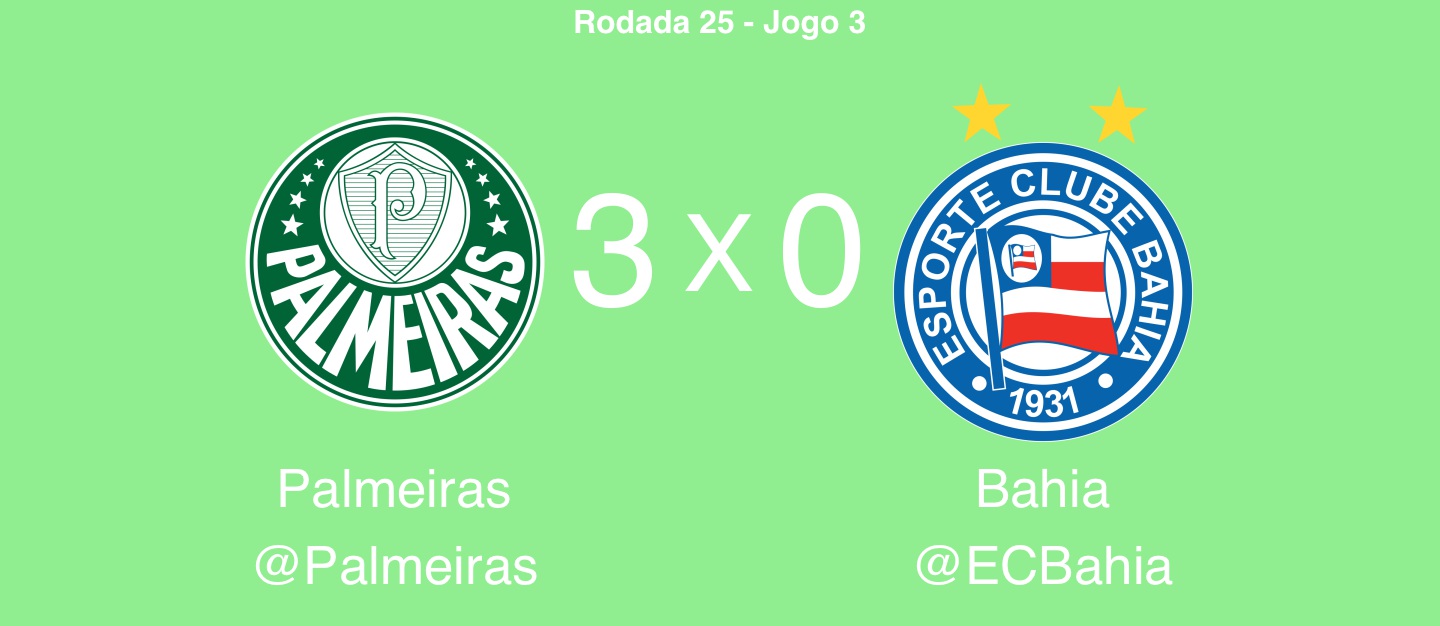 Rodada 25 - Jogo 3
P
PALMEIRAS
3 x 0
ESPORTE CLUBE BAHIA
1931
Palmeiras
Bahia
@Palmeiras
@ECBahia